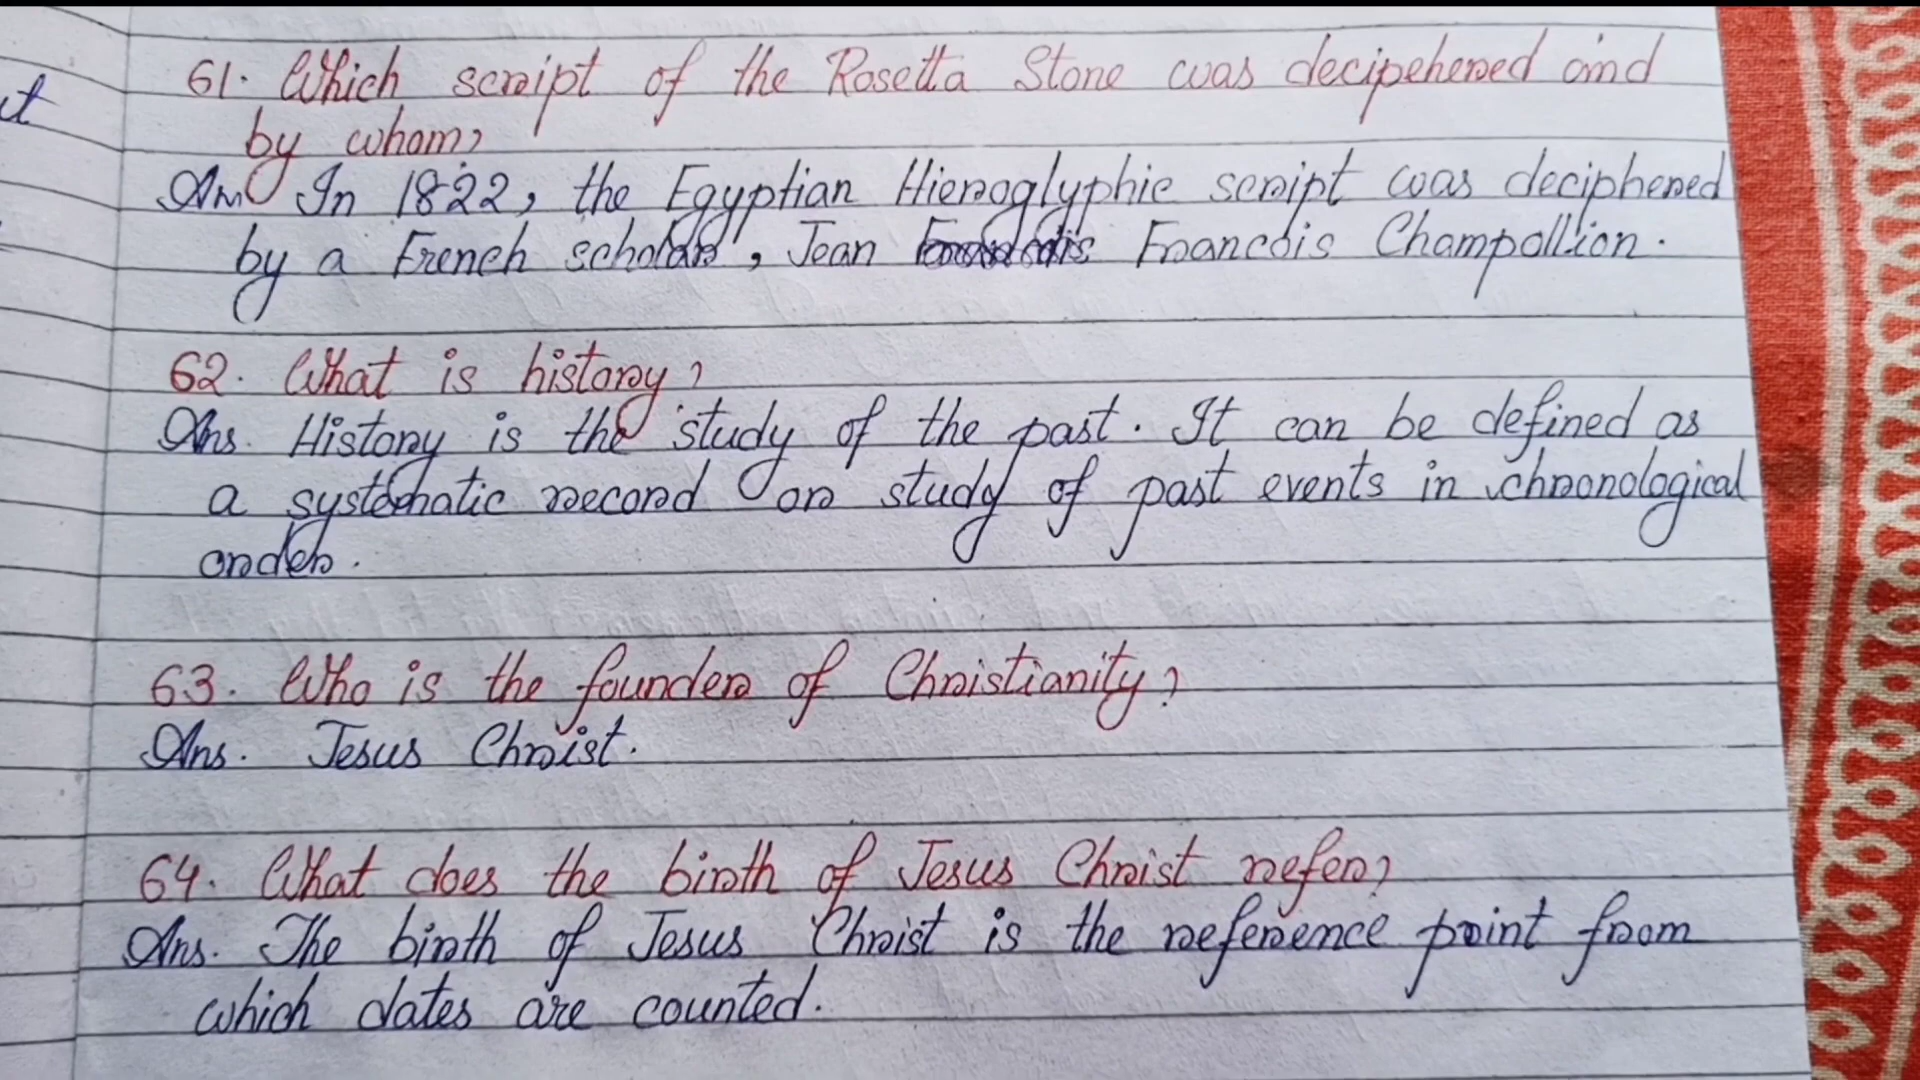 61. Which script of the Rosetta Stone was decipehered and
by whom?
Ans In 1822, the Egyptian Hieroglyphic script was deciphered
by a French scholar, Jean Francois Champollion.
62. What is history?
Ans. History is the study of the past. It can be defined as
a systematic record or study of past events in chronological
order.
63. Who is the founder of Christianity?
Ans. Jesus Christ.
64. What does the birth of Jesus Christ refer?
Ans. The birth of Jesus Christ is the reference point from
which dates are counted.